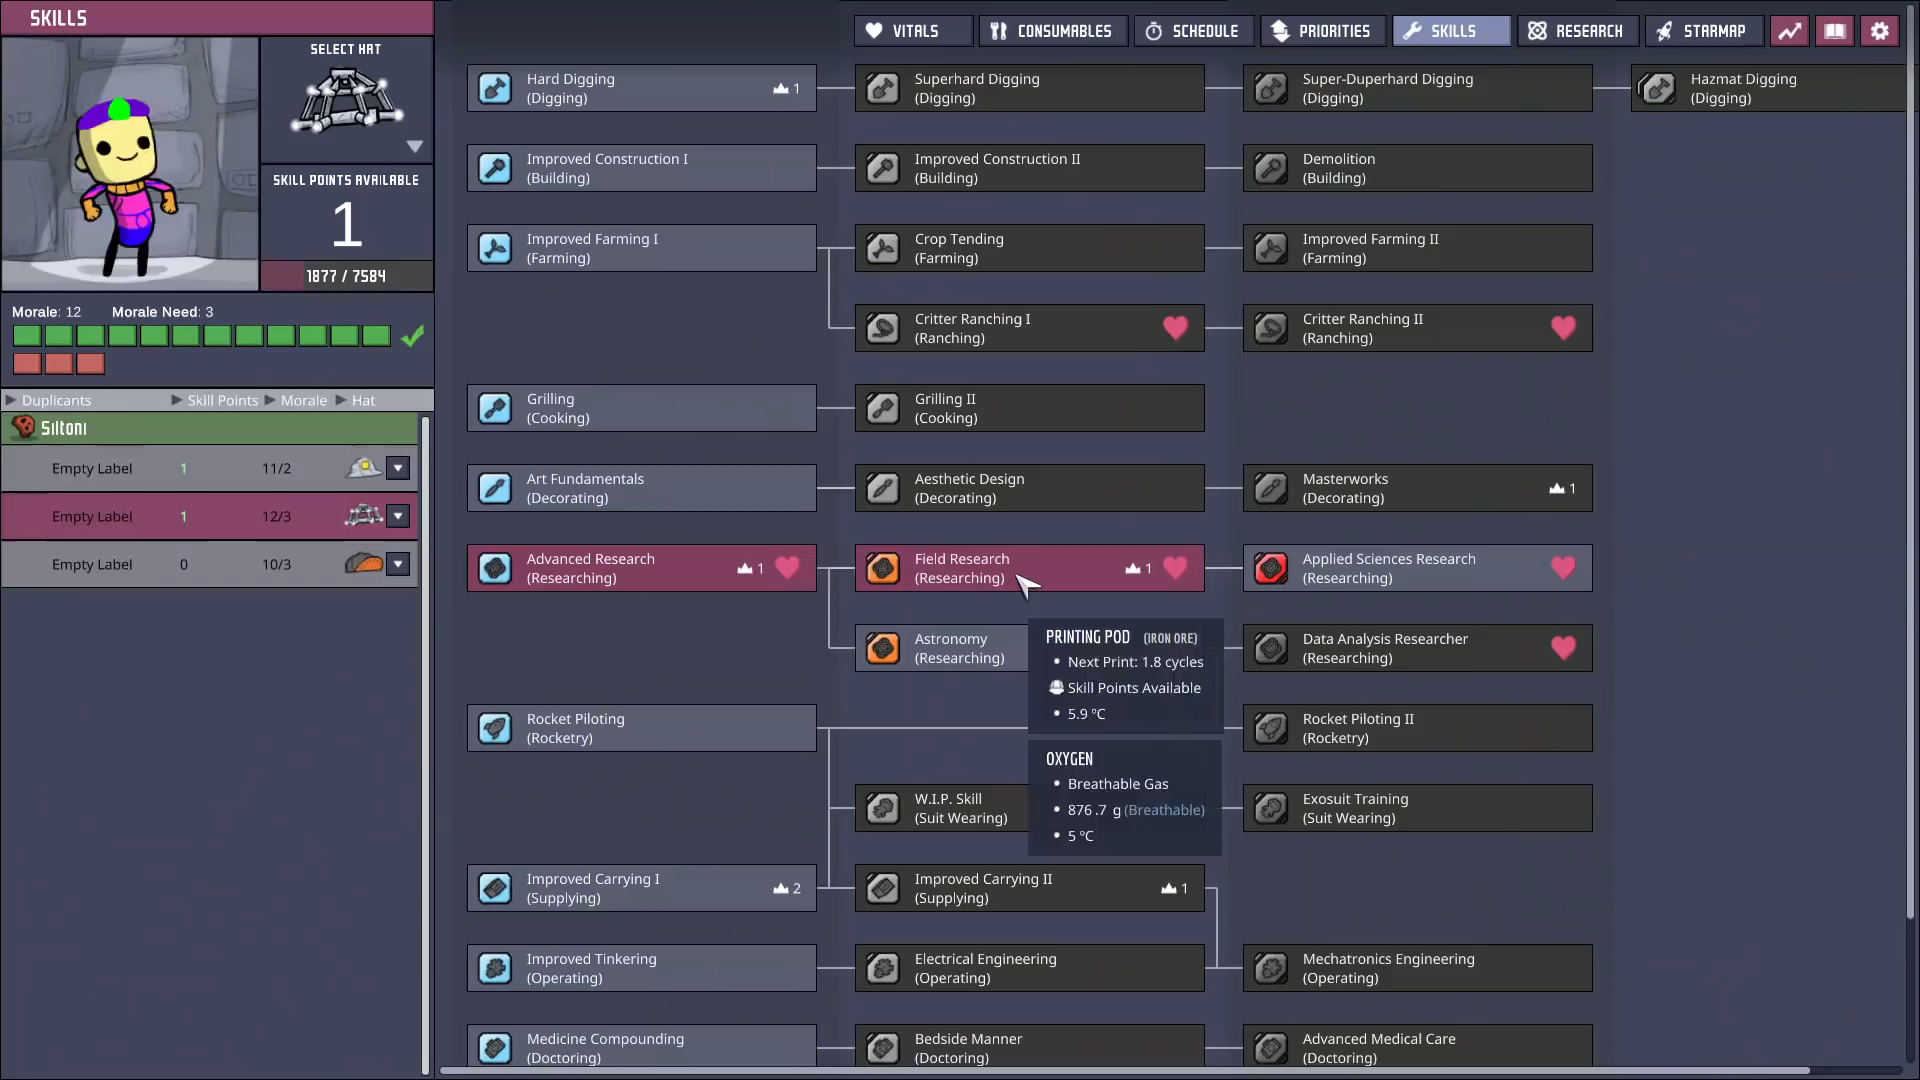 SKILLS
VITALS
CONSUMABLES
SCHEDULE
PRIORITIES
SKILLS
RESEARCH
STARMAP
SELECT HAT
SKILL POINTS AVAILABLE
1
1877 / 7584
Morale: 12 Morale Need: 3
Duplicants Skill Points Morale Hat
Siltoni
Empty Label 1 11/2
Empty Label 1 12/3
Empty Label 0 10/3
Hard Digging
(Digging)
1
Superhard Digging
(Digging)
Super-Duperhard Digging
(Digging)
Hazmat Digging
(Digging)
Improved Construction I
(Building)
Improved Construction II
(Building)
Demolition
(Building)
Improved Farming I
(Farming)
Crop Tending
(Farming)
Improved Farming II
(Farming)
Critter Ranching I
(Ranching)
Critter Ranching II
(Ranching)
Grilling
(Cooking)
Grilling II
(Cooking)
Art Fundamentals
(Decorating)
Aesthetic Design
(Decorating)
Masterworks
(Decorating)
1
Advanced Research
(Researching)
1
Field Research
(Researching)
1
Applied Sciences Research
(Researching)
Astronomy
(Researching)
Data Analysis Researcher
(Researching)
PRINTING POD (IRON ORE)
• Next Print: 1.8 cycles
Skill Points Available
• 5.9 ºC
Rocket Piloting
(Rocketry)
Rocket Piloting II
(Rocketry)
OXYGEN
• Breathable Gas
• 876.7 g (Breathable)
• 5 ºC
W.I.P. Skill
(Suit Wearing)
Exosuit Training
(Suit Wearing)
Improved Carrying I
(Supplying)
2
Improved Carrying II
(Supplying)
1
Improved Tinkering
(Operating)
Electrical Engineering
(Operating)
Mechatronics Engineering
(Operating)
Medicine Compounding
(Doctoring)
Bedside Manner
(Doctoring)
Advanced Medical Care
(Doctoring)